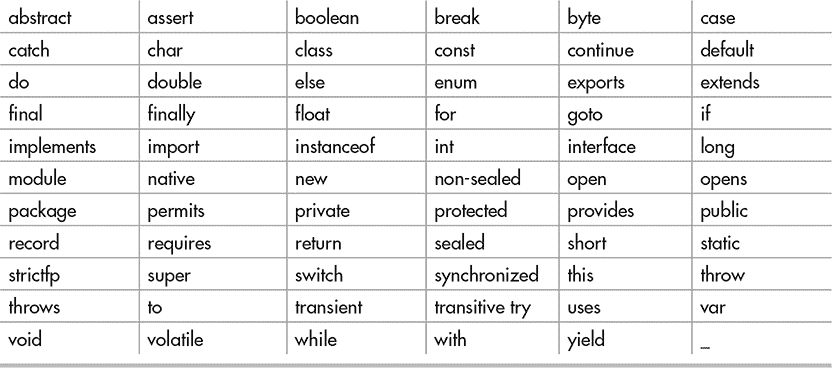 abstract assert boolean break byte case
catch char class const continue default
do double else enum exports extends
final finally float for goto if
implements import instanceof int interface long
module native new non-sealed open opens
package permits private protected provides public
record requires return sealed short static
strictfp super switch synchronized this throw
throws to transient transitive try uses var
void volatile while with yield _